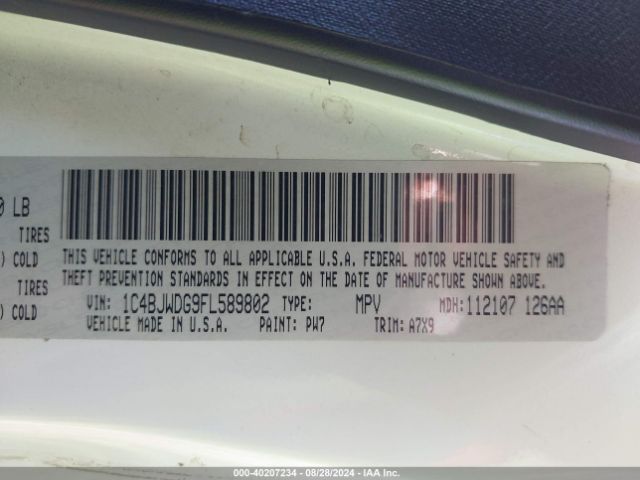 0 LB
TIRES
) COLD
TIRES
) COLD
THIS VEHICLE CONFORMS TO ALL APPLICABLE U.S.A. FEDERAL MOTOR VEHICLE SAFETY AND
THEFT PREVENTION STANDARDS IN EFFECT ON THE DATE OF MANUFACTURE SHOWN ABOVE.
VIN: 1C4BJWDG9FL589802 TYPE: MPV MDH:112107 126AA
VEHICLE MADE IN U.S.A. PAINT: PW7 TRIM: A7X9
000-40207234 - 08/28/2024 - IAA Inc.